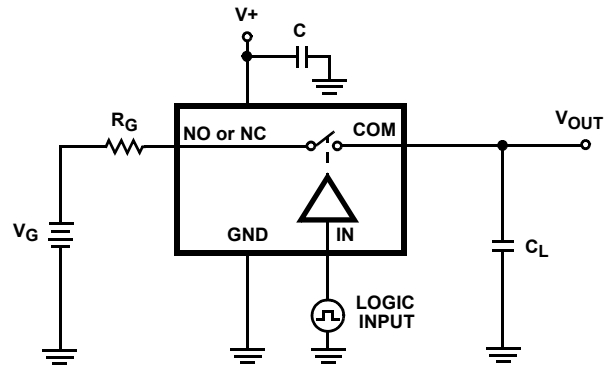 V+
C
RG
NO or NC
COM
VOUT
VG
GND
IN
CL
LOGIC
INPUT